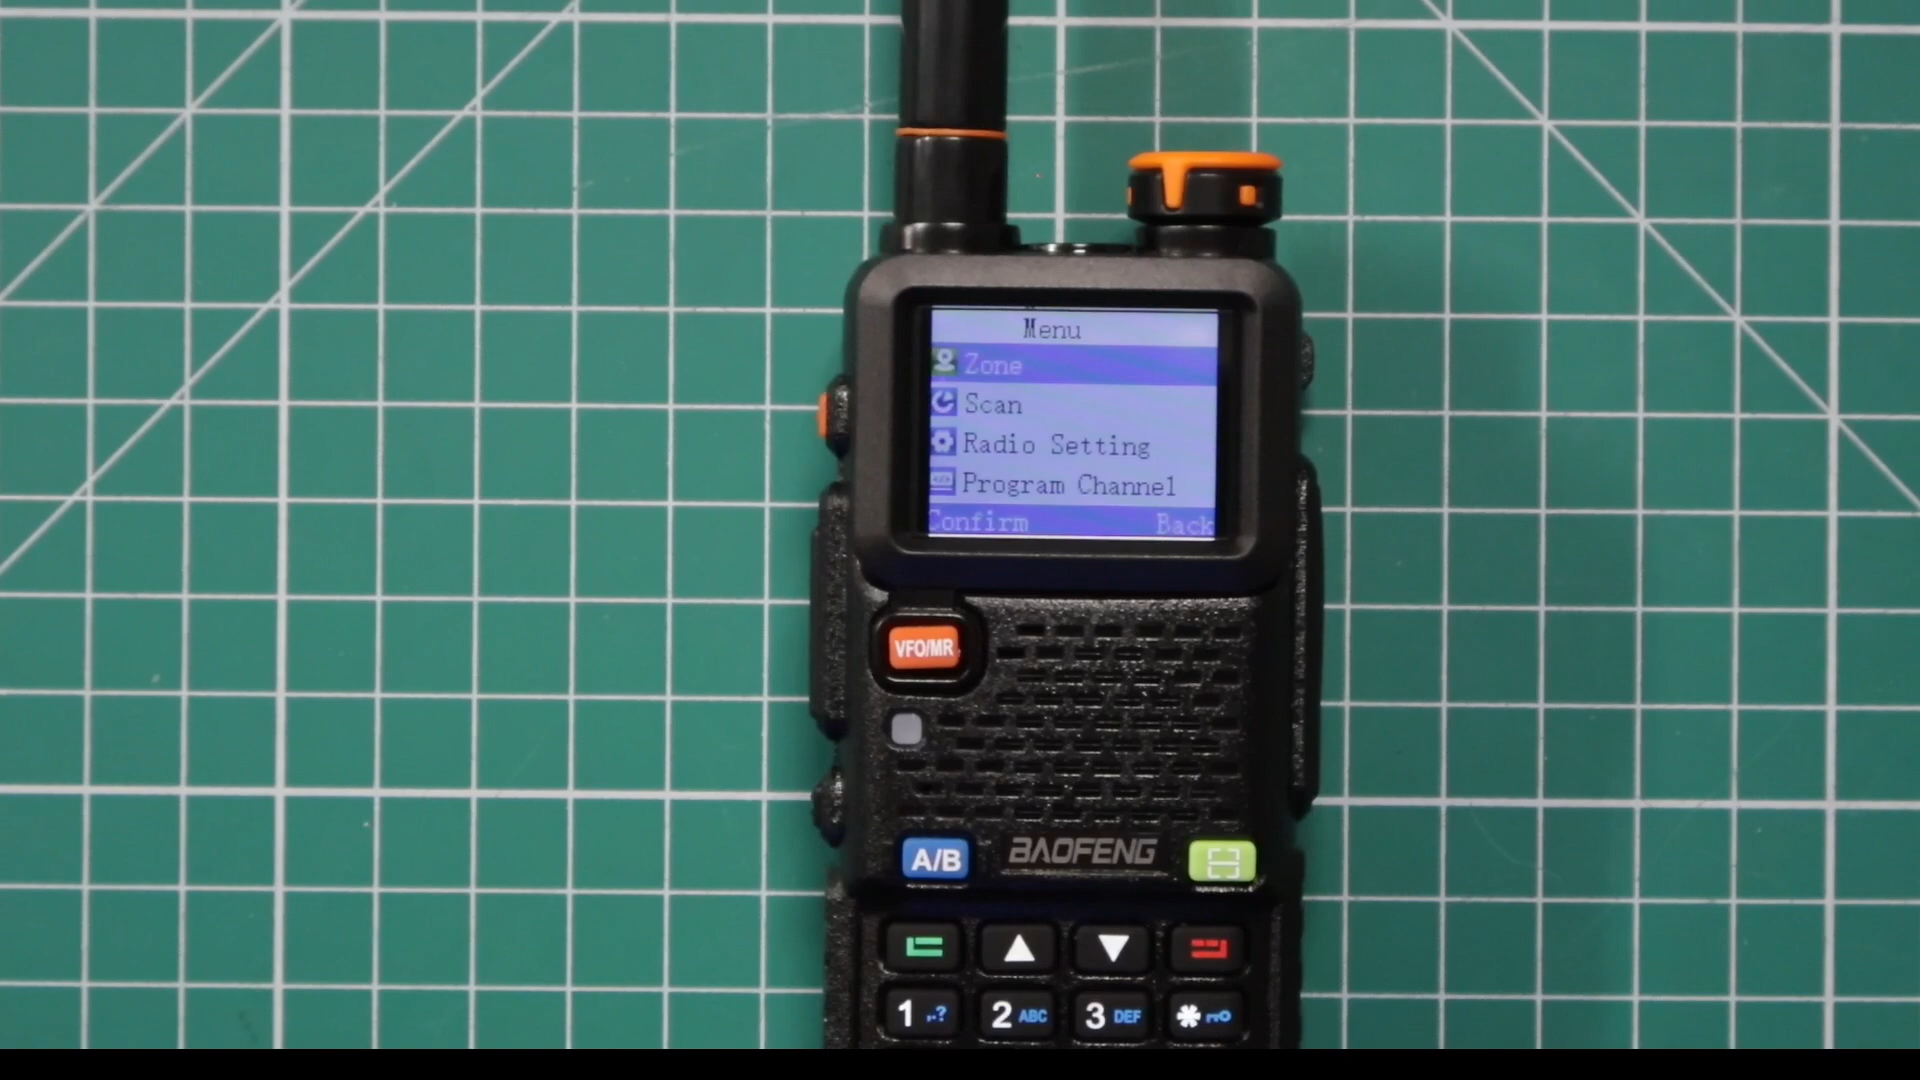 Menu
Zone
Scan
Radio Setting
Program Channel
Confirm Back
VFO/MR
A/B BAOFENG
1 ,.? 2 ABC 3 DEF *